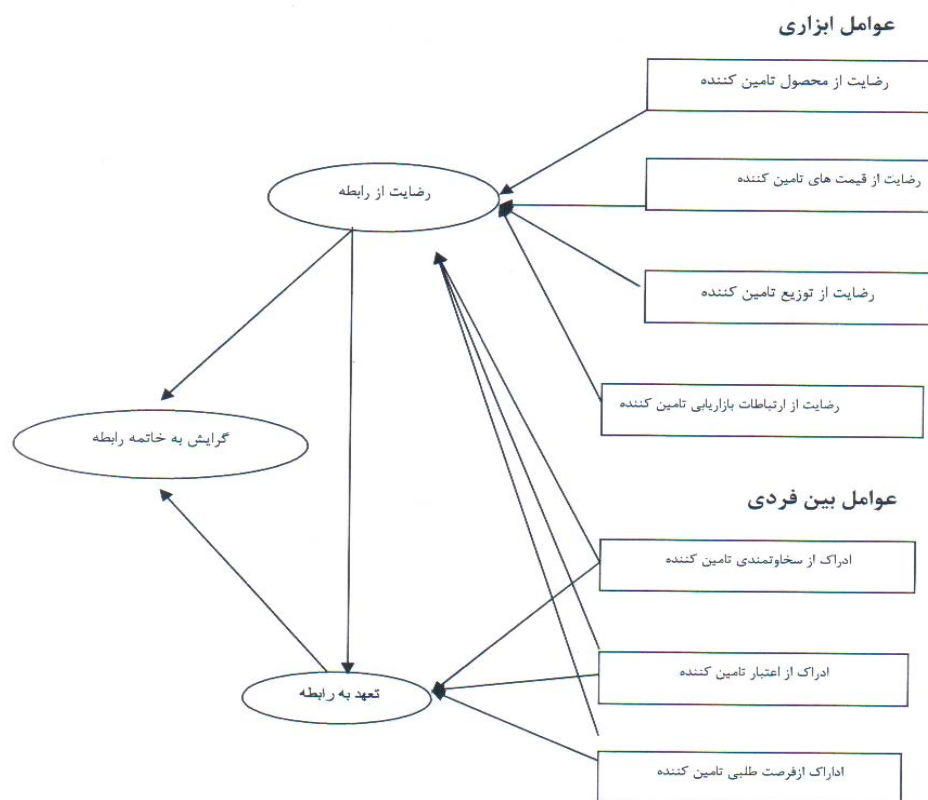 عوامل ابزاری
رضایت از محصول تامین کننده
رضایت از قیمت های تامین کننده
رضایت از رابطه
رضایت از توزیع تامین کننده
رضایت از ارتباطات بازاریابی تامین کننده
گرایش به خاتمه رابطه
عوامل بین فردی
ادراک از سخاوتمندی تامین کننده
ادراک از اعتبار تامین کننده
تعهد به رابطه
اداراک ازفرصت طلبی تامین کننده